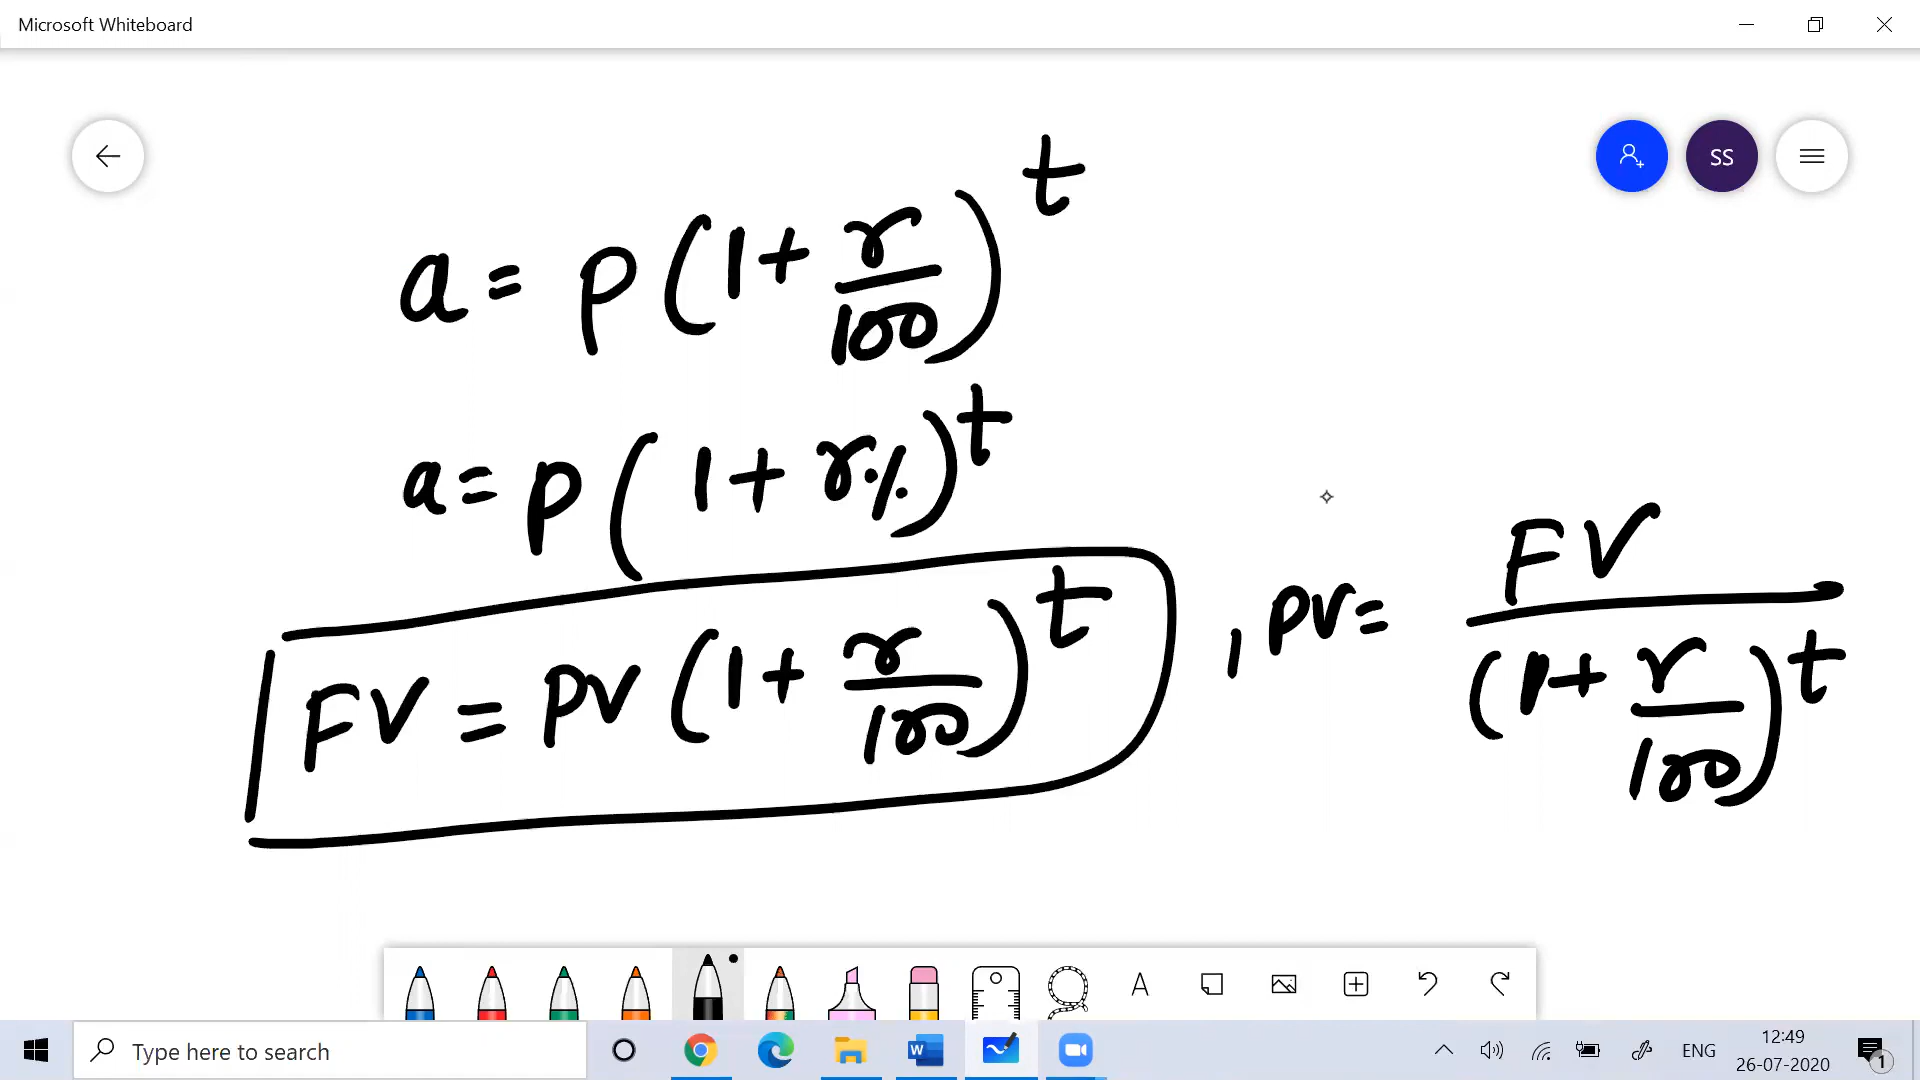 Microsoft Whiteboard
SS
a = p(1 + r/100)^t
a = p(1 + r%)^t
FV = PV(1 + r/100)^t , PV = FV/(1 + r/100)^t
A
Type here to search
ENG
12:49
26-07-2020
1